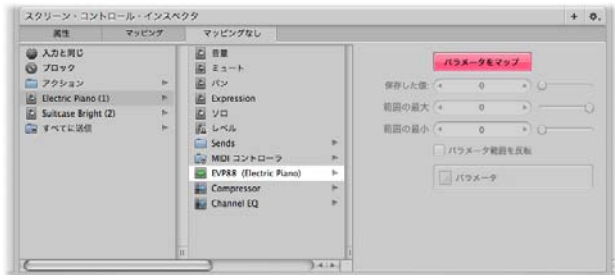 スクリーン・コントロール・インスペクタ
属性 マッピング マッピングなし
入力と同じ
ブロック
アクション
Electric Piano (1)
Suitcase Bright (2)
すべてに送信
音量
ミュート
パン
Expression
ソロ
レベル
Sends
MIDI コントローラ
EVP88 (Electric Piano)
Compressor
Channel EQ
パラメータをマップ
保存した値: 0
範囲の最大: 0
範囲の最小: 0
パラメータ範囲を反転
パラメータ